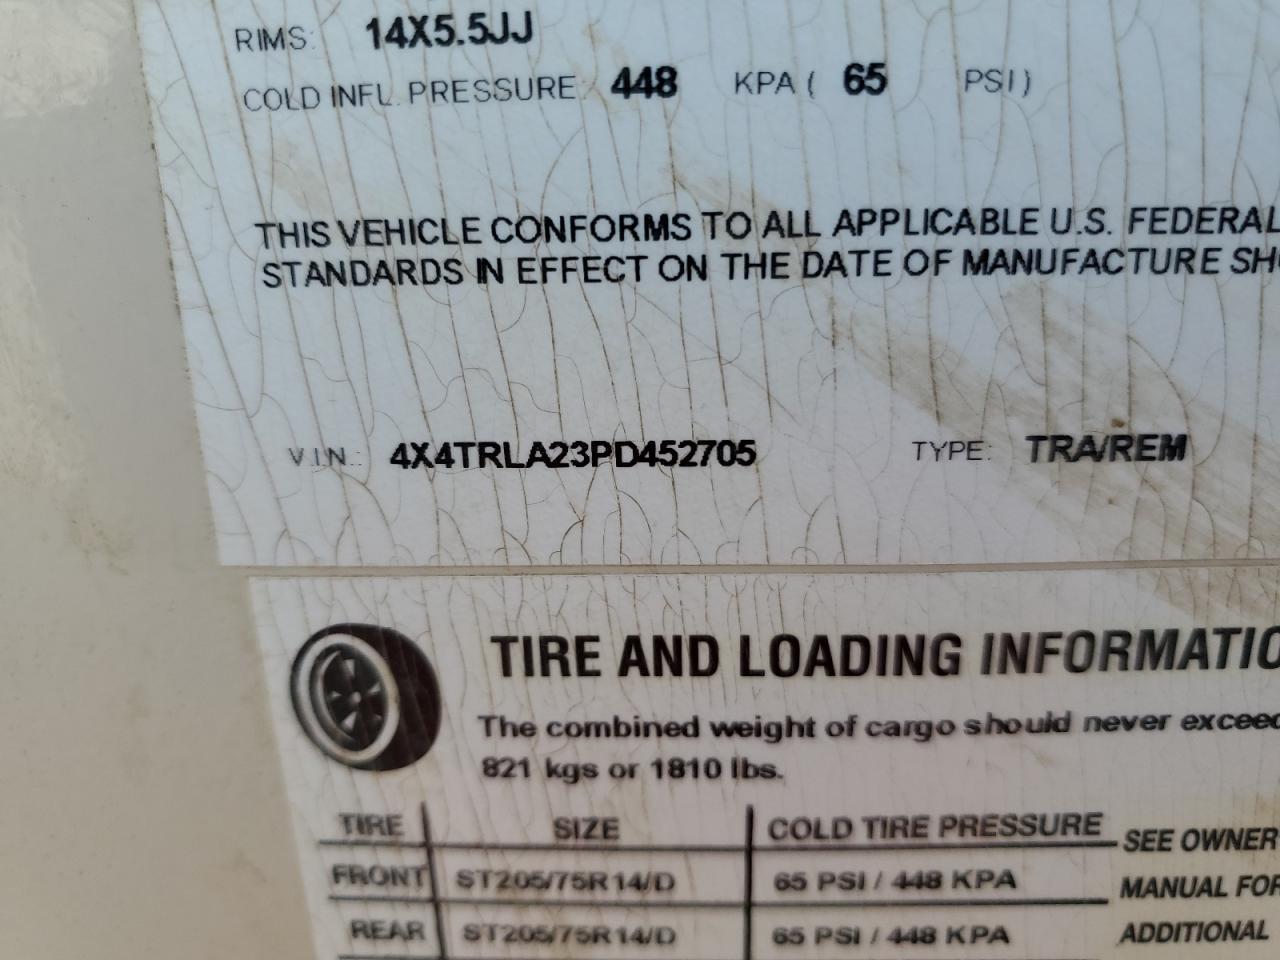 RIMS: 14X5.5JJ
COLD INFL. PRESSURE: 448 KPA ( 65 PSI)
THIS VEHICLE CONFORMS TO ALL APPLICABLE U.S. FEDERAL
STANDARDS IN EFFECT ON THE DATE OF MANUFACTURE SH
V.I.N.: 4X4TRLA23PD452705 TYPE: TRA/REM
TIRE AND LOADING INFORMATIO
The combined weight of cargo should never exceed
821 kgs or 1810 lbs.
TIRE SIZE COLD TIRE PRESSURE SEE OWNER
FRONT ST205/75R14/D 65 PSI / 448 KPA MANUAL FOR
REAR ST205/75R14/D 65 PSI / 448 KPA ADDITIONAL